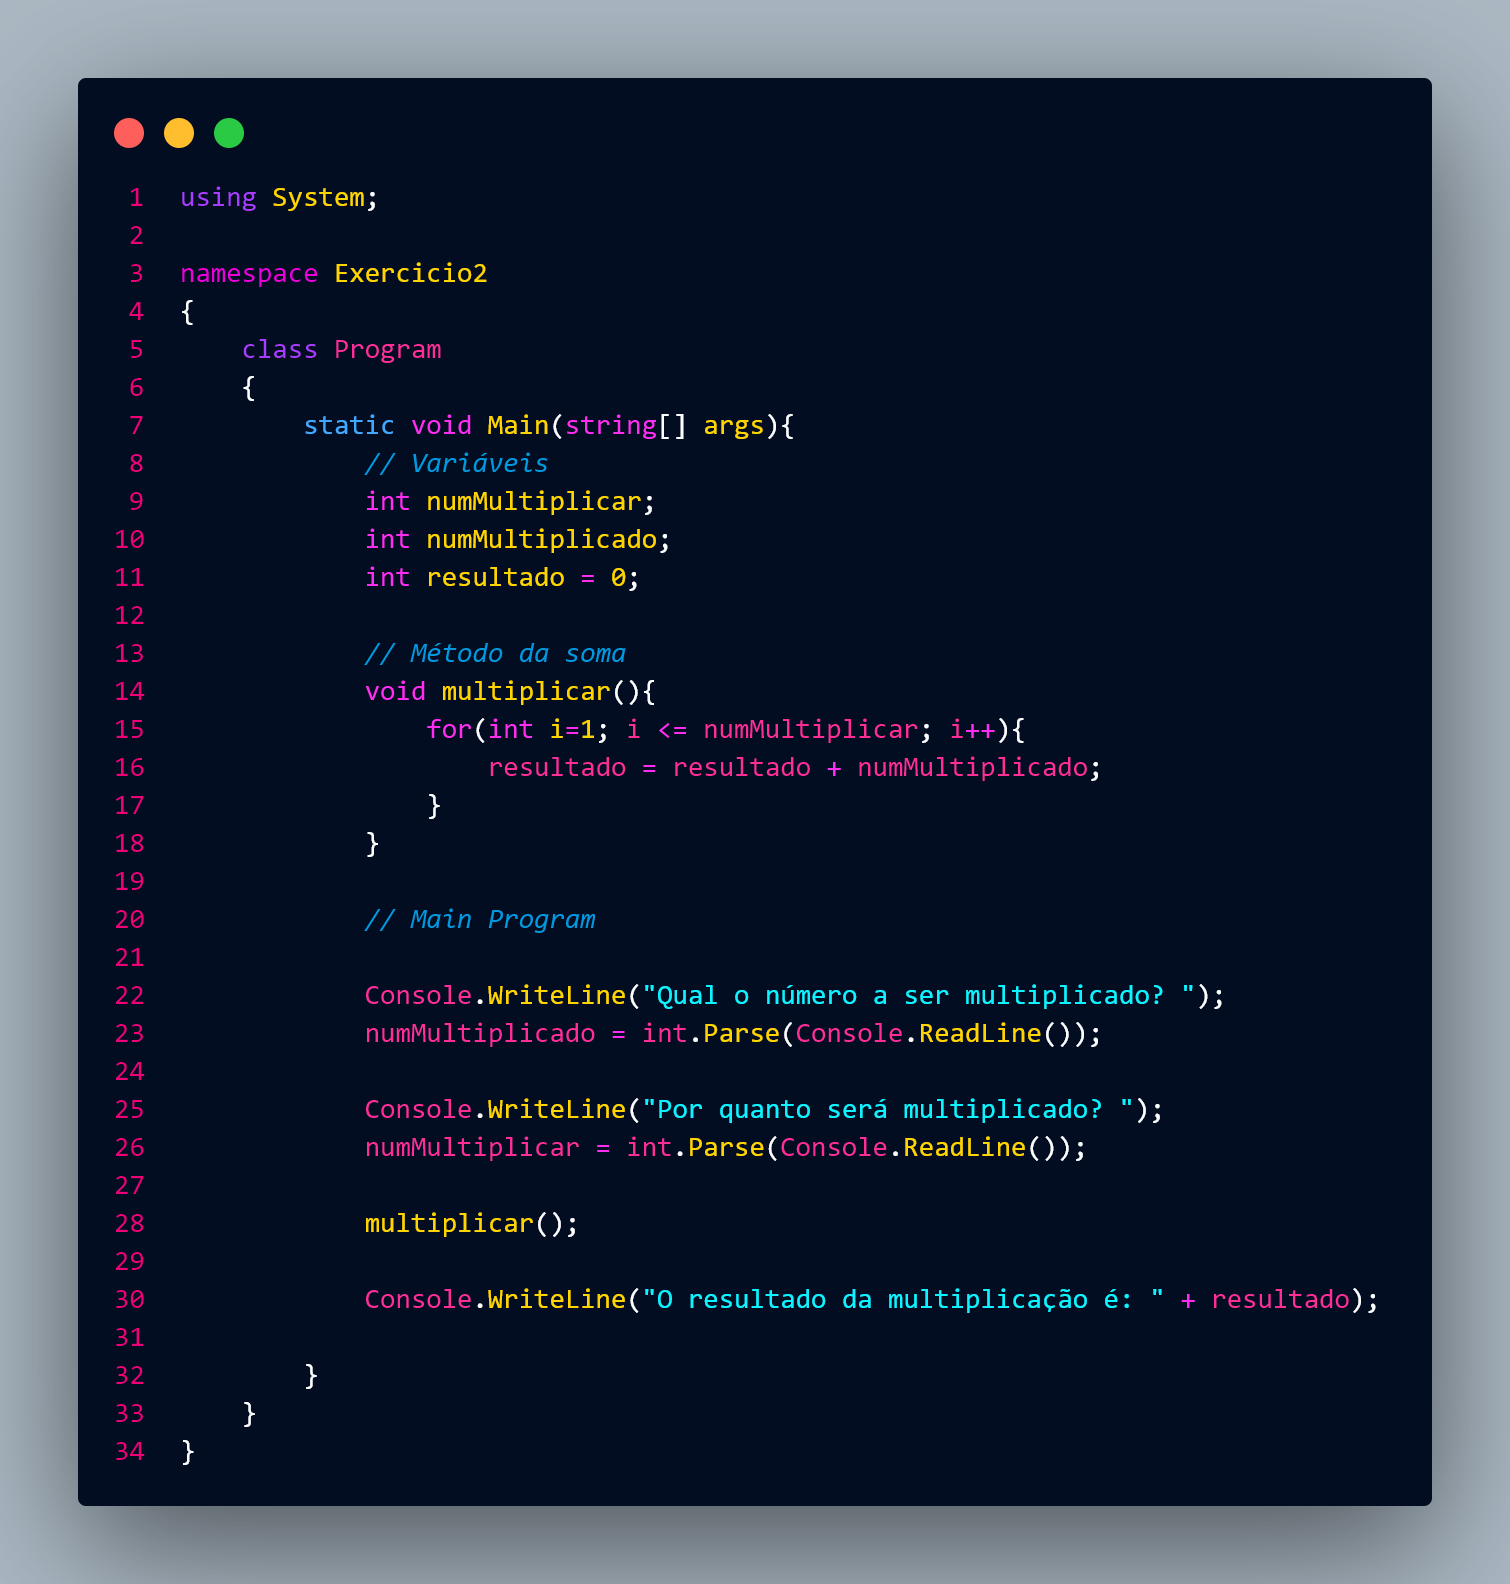 1 using System;
2
3 namespace Exercicio2
4 {
5     class Program
6     {
7         static void Main(string[] args){
8             // Variáveis
9             int numMultiplicar;
10             int numMultiplicado;
11             int resultado = 0;
12
13             // Método da soma
14             void multiplicar(){
15                 for(int i=1; i <= numMultiplicar; i++){
16                     resultado = resultado + numMultiplicado;
17                 }
18             }
19
20             // Main Program
21
22             Console.WriteLine("Qual o número a ser multiplicado? ");
23             numMultiplicado = int.Parse(Console.ReadLine());
24
25             Console.WriteLine("Por quanto será multiplicado? ");
26             numMultiplicar = int.Parse(Console.ReadLine());
27
28             multiplicar();
29
30             Console.WriteLine("O resultado da multiplicação é: " + resultado);
31
32         }
33     }
34 }